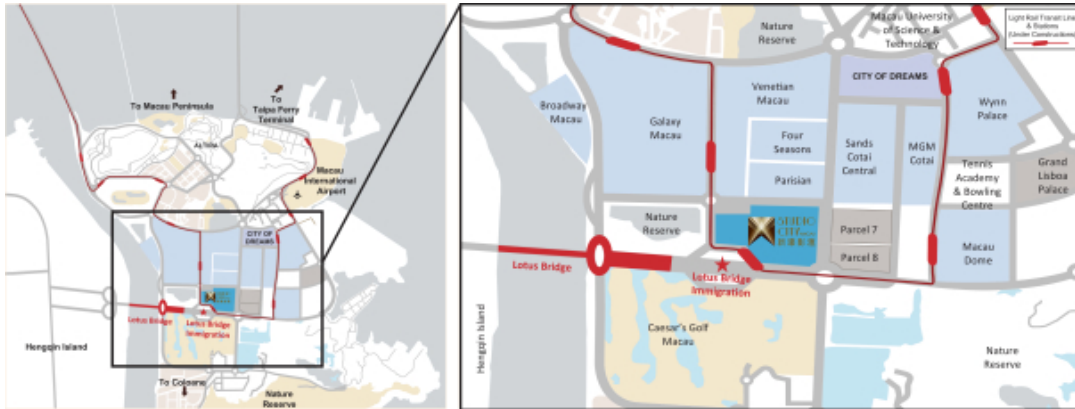 To Macau Peninsula
To
Taipa Ferry
Terminal
ALTIRA
Macau
International
Airport
CITY OF
DREAMS
Lotus Bridge
Lotus Bridge
Immigration
Hengqin Island
To Coloane
Nature
Reserve
Nature
Reserve
Macau University
of Science &
Technology
Light Rail Transit Line
& Stations
(Under Constructions)
Broadway
Macau
Galaxy
Macau
Venetian
Macau
CITY OF DREAMS
Wynn
Palace
Four
Seasons
Parisian
Sands
Cotai
Central
MGM
Cotai
Tennis
Academy
& Bowling
Centre
Grand
Lisboa
Palace
Nature
Reserve
STUDIO
CITY
Parcel 7
Parcel 8
Macau
Dome
Lotus Bridge
Lotus Bridge
Immigration
Hengqin Island
Caesar's Golf
Macau
Nature
Reserve